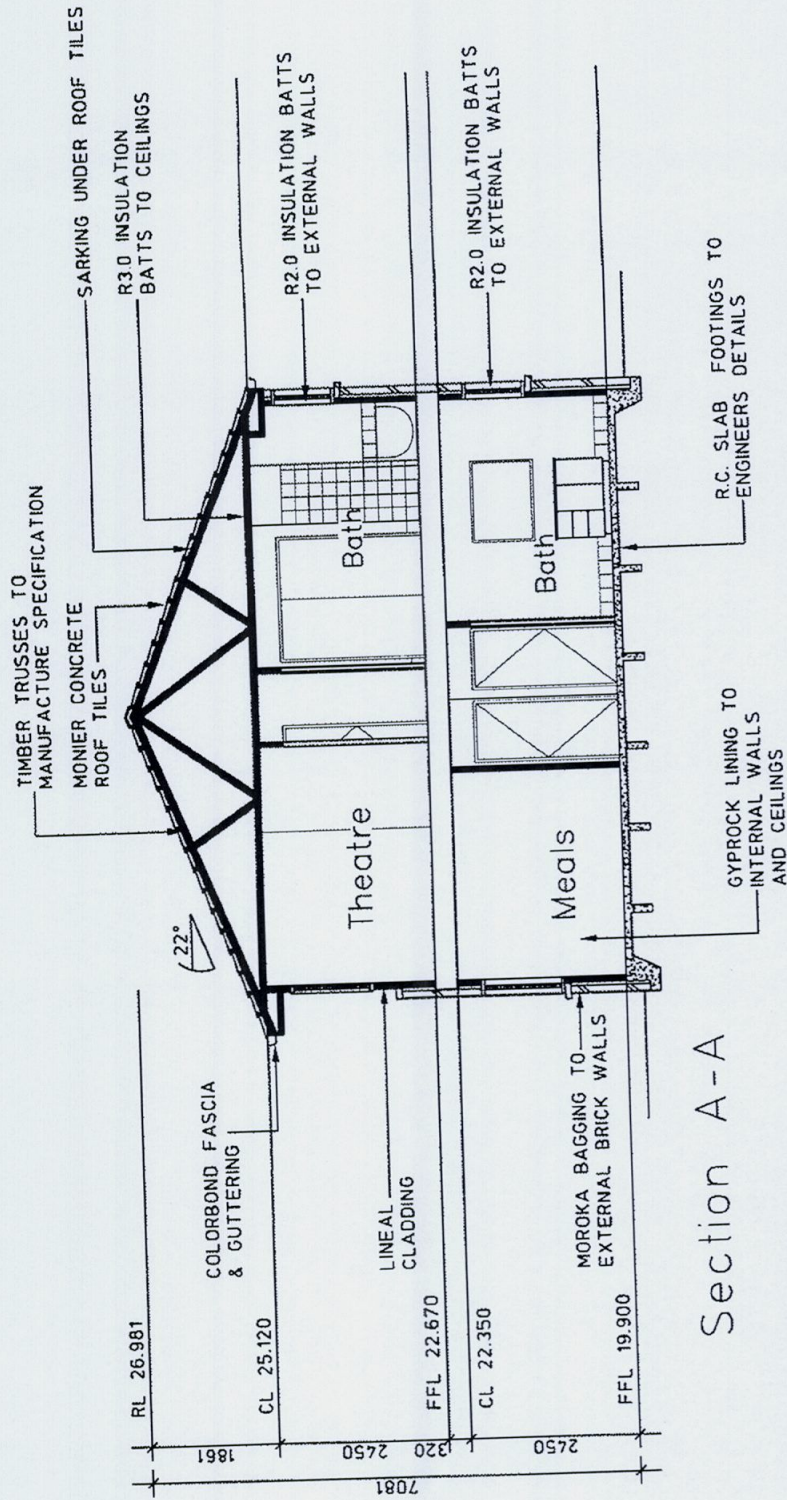 TIMBER TRUSSES TO
MANUFACTURE SPECIFICATION
MONIER CONCRETE
ROOF TILES
SARKING UNDER ROOF TILES
R3.0 INSULATION
BATTS TO CEILINGS
22°
RL 26.981
COLORBOND FASCIA
& GUTTERING
CL 25.120
R2.0 INSULATION BATTS
TO EXTERNAL WALLS
1861
2450
320
2450
7081
Theatre
Bath
LINEAL
CLADDING
FFL 22.670
CL 22.350
R2.0 INSULATION BATTS
TO EXTERNAL WALLS
Meals
Bath
MOROKA BAGGING TO
EXTERNAL BRICK WALLS
FFL 19.900
R.C. SLAB FOOTINGS TO
ENGINEERS DETAILS
GYPROCK LINING TO
INTERNAL WALLS
AND CEILINGS
Section A-A